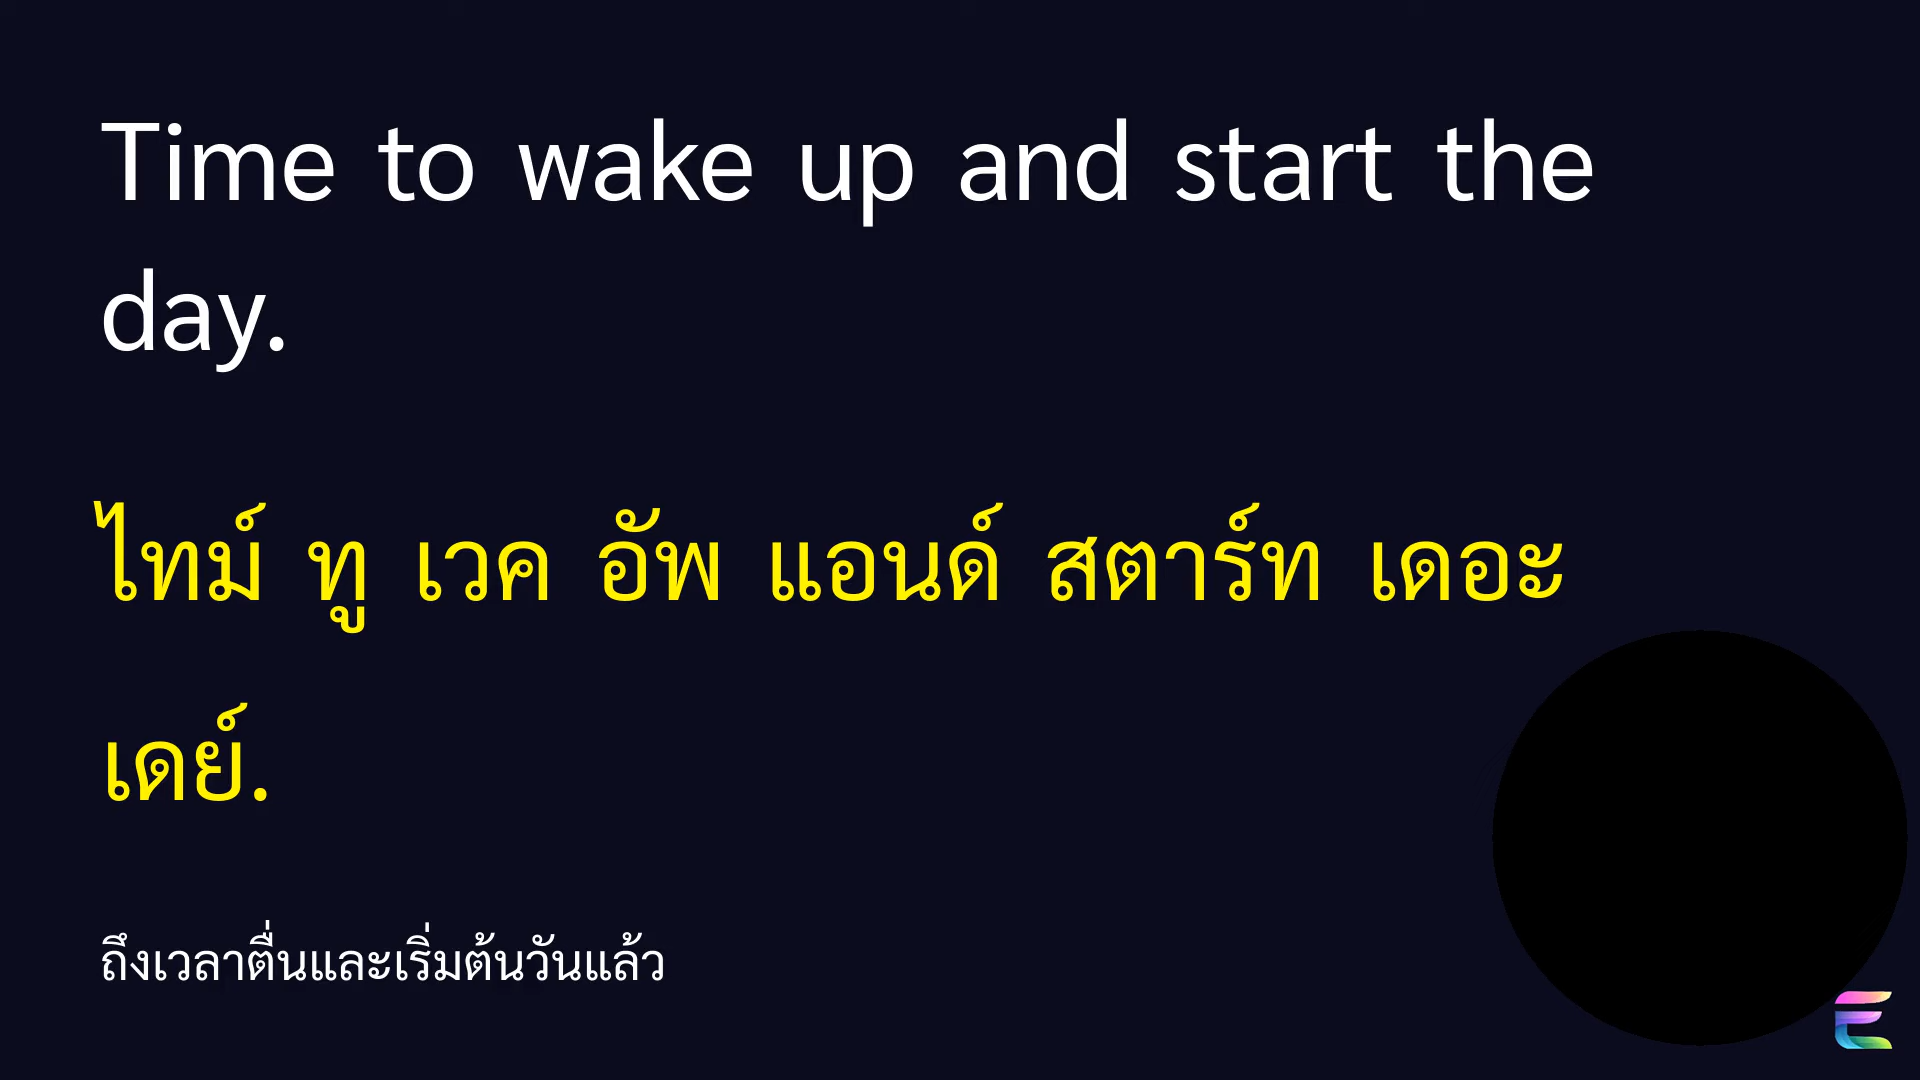 Time to wake up and start the
day.
ไทม์ ทู เวค อัพ แอนด์ สตาร์ท เดอะ
เดย์.
ถึงเวลาตื่นและเริ่มต้นวันแล้ว